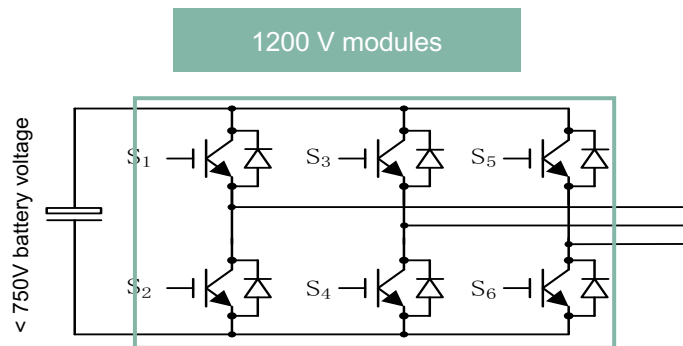 1200 V modules
< 750V battery voltage
S1
S3
S5
S2
S4
S6